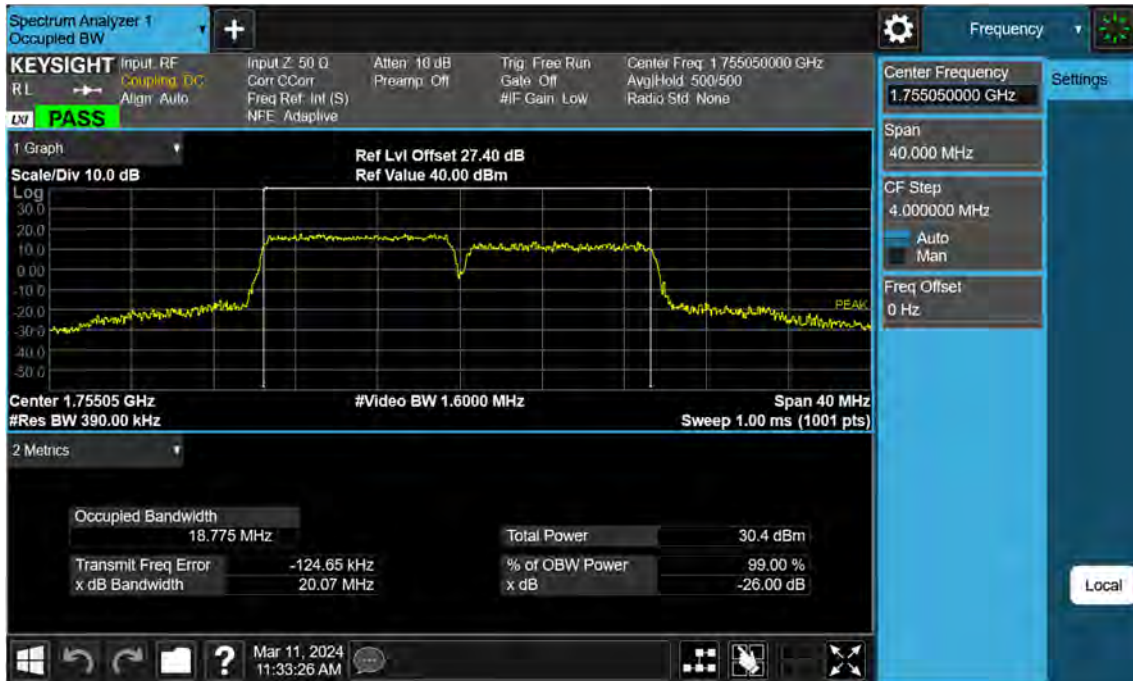 Spectrum Analyzer 1
Occupied BW
+
Frequency
KEYSIGHT
RL
LXI PASS
Input: RF
Coupling: DC
Align: Auto
Input Z: 50 Ω
Corr CCorr
Freq Ref: Int (S)
NFE: Adaptive
Atten: 10 dB
Preamp: Off
Trig: Free Run
Gate: Off
#IF Gain: Low
Center Freq: 1.755050000 GHz
Avg|Hold: 500/500
Radio Std: None
1 Graph
Scale/Div 10.0 dB
Ref Lvl Offset 27.40 dB
Ref Value 40.00 dBm
Log
30.0
20.0
10.0
0.00
-10.0
-20.0
-30.0
-40.0
-50.0
PEAK
Center 1.75505 GHz
#Video BW 1.6000 MHz
Span 40 MHz
#Res BW 390.00 kHz
Sweep 1.00 ms (1001 pts)
2 Metrics
Occupied Bandwidth
18.775 MHz
Total Power 30.4 dBm
Transmit Freq Error -124.65 kHz
% of OBW Power 99.00 %
x dB Bandwidth 20.07 MHz
x dB -26.00 dB
Center Frequency
1.755050000 GHz
Settings
Span
40.000 MHz
CF Step
4.000000 MHz
Auto
Man
Freq Offset
0 Hz
Local
?
Mar 11, 2024
11:33:26 AM